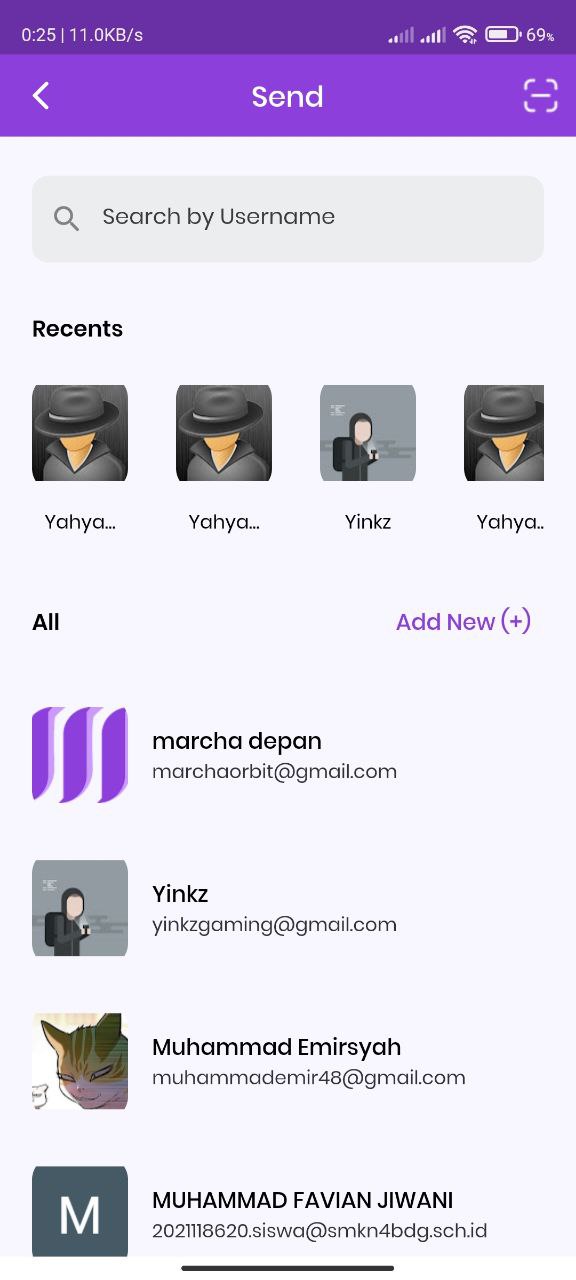 0:25 | 11.0KB/s 69%
Send
Search by Username
Recents
Yahya... Yahya... Yinkz Yahya..
All Add New (+)
marcha depan
marchaorbit@gmail.com
Yinkz
yinkzgaming@gmail.com
Muhammad Emirsyah
muhammademir48@gmail.com
M
MUHAMMAD FAVIAN JIWANI
2021118620.siswa@smkn4bdg.sch.id